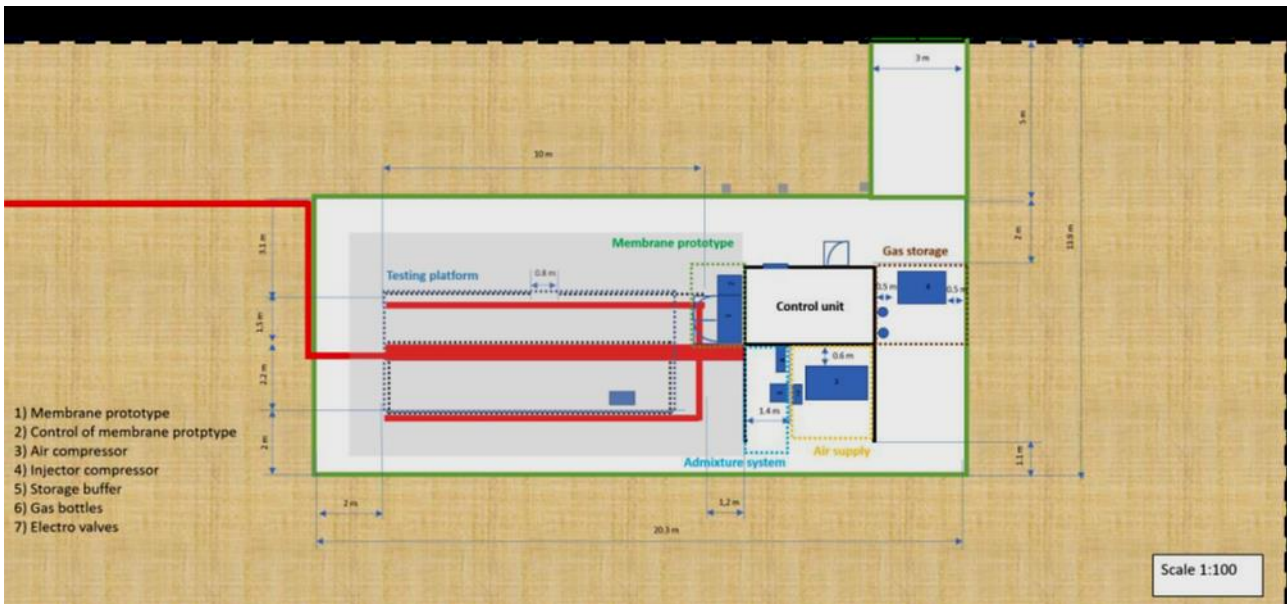 3 m
5 m
10 m
13.9 m
2 m
3.1 m
Membrane prototype
Gas storage
Testing platform
0.8 m
0.5 m
0.5 m
Control unit
1.5 m
0.6 m
2.2 m
1.4 m
2 m
1.1 m
Admixture system
Air supply
1) Membrane prototype
2) Control of membrane protptype
3) Air compressor
4) Injector compressor
5) Storage buffer
6) Gas bottles
7) Electro valves
2 m
1,2 m
20.3 m
Scale 1:100